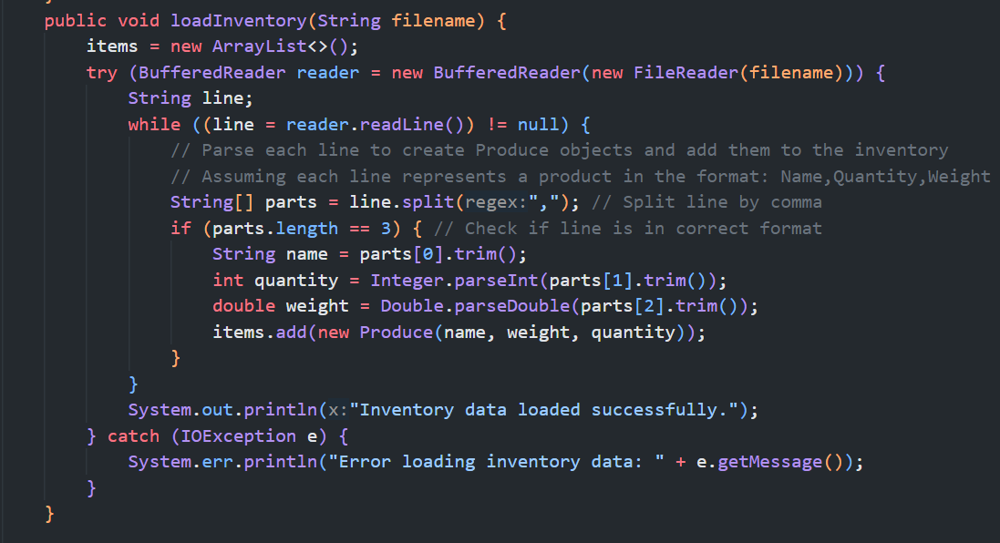 public void loadInventory(String filename) {
    items = new ArrayList<>();
    try (BufferedReader reader = new BufferedReader(new FileReader(filename))) {
        String line;
        while ((line = reader.readLine()) != null) {
            // Parse each line to create Produce objects and add them to the inventory
            // Assuming each line represents a product in the format: Name,Quantity,Weight
            String[] parts = line.split(regex:","); // Split line by comma
            if (parts.length == 3) { // Check if line is in correct format
                String name = parts[0].trim();
                int quantity = Integer.parseInt(parts[1].trim());
                double weight = Double.parseDouble(parts[2].trim());
                items.add(new Produce(name, weight, quantity));
            }
        }
        System.out.println(x:"Inventory data loaded successfully.");
    } catch (IOException e) {
        System.err.println("Error loading inventory data: " + e.getMessage());
    }
}